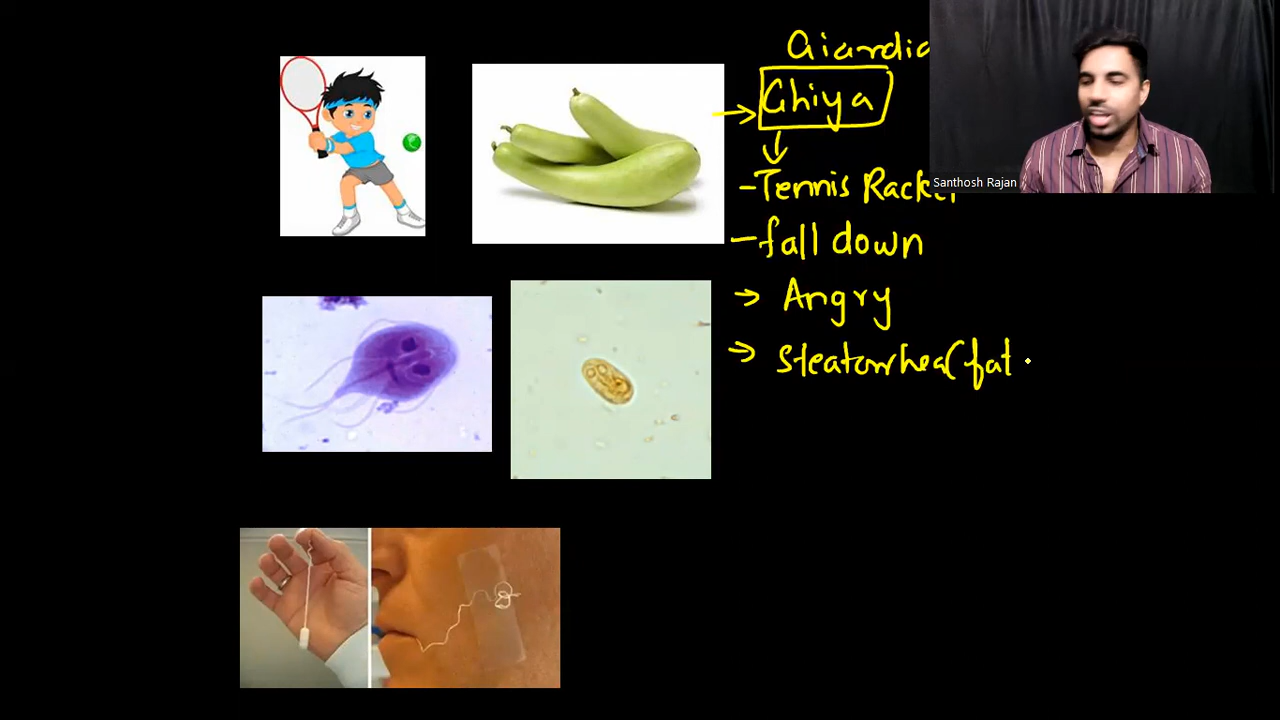 Giardia
Ghiya
-Tennis Racket
Santhosh Rajan
-fall down
→ Angry
→ Steatorrhea(fat